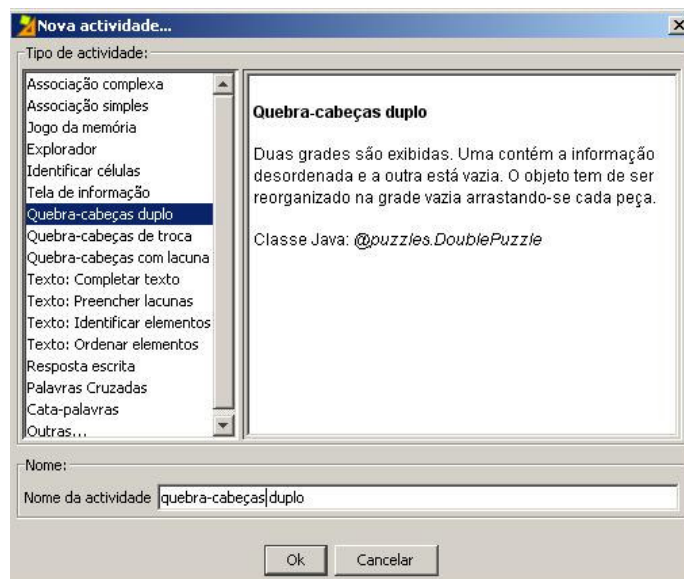 Nova actividade...
Tipo de actividade:
Associação complexa
Associação simples
Jogo da memória
Explorador
Identificar células
Tela de informação
Quebra-cabeças duplo
Quebra-cabeças de troca
Quebra-cabeças com lacuna
Texto: Completar texto
Texto: Preencher lacunas
Texto: Identificar elementos
Texto: Ordenar elementos
Resposta escrita
Palavras Cruzadas
Cata-palavras
Outras...
Quebra-cabeças duplo
Duas grades são exibidas. Uma contém a informação
desordenada e a outra está vazia. O objeto tem de ser
reorganizado na grade vazia arrastando-se cada peça.
Classe Java: @puzzles.DoublePuzzle
Nome:
Nome da actividade quebra-cabeças duplo
Ok Cancelar